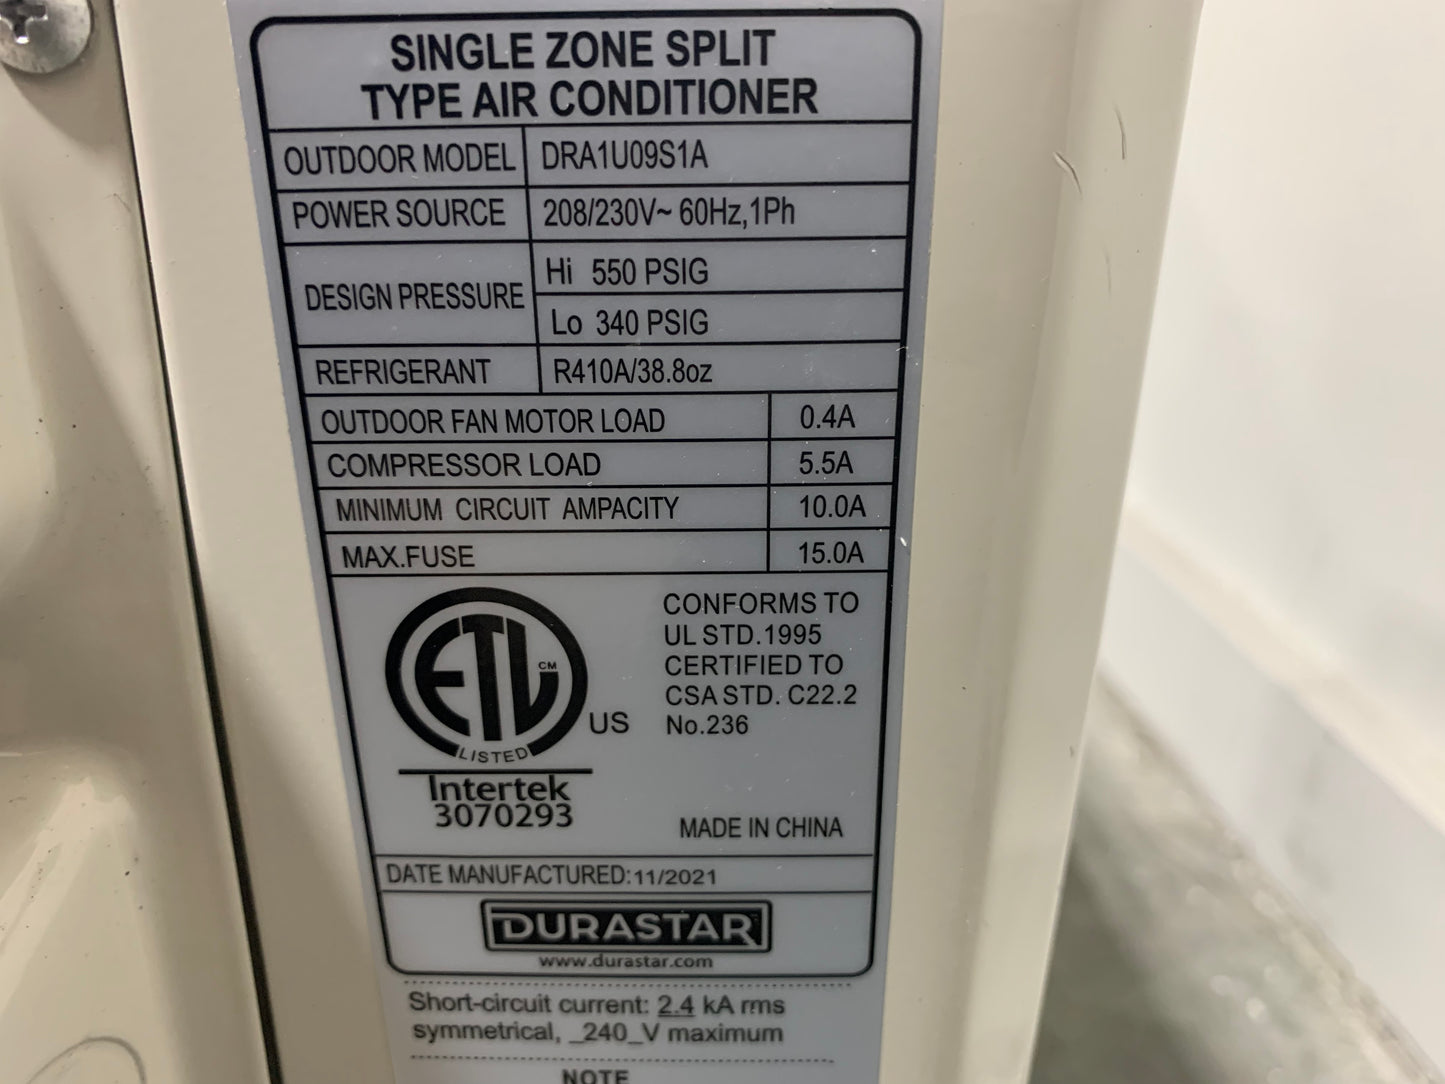 SINGLE ZONE SPLIT
TYPE AIR CONDITIONER
OUTDOOR MODEL DRA1U09S1A
POWER SOURCE 208/230V~ 60Hz,1Ph
DESIGN PRESSURE Hi 550 PSIG
Lo 340 PSIG
REFRIGERANT R410A/38.8oz
OUTDOOR FAN MOTOR LOAD 0.4A
COMPRESSOR LOAD 5.5A
MINIMUM CIRCUIT AMPACITY 10.0A
MAX.FUSE 15.0A
ETL CM
LISTED
US
Intertek
3070293
CONFORMS TO
UL STD.1995
CERTIFIED TO
CSA STD. C22.2
No.236
MADE IN CHINA
DATE MANUFACTURED:11/2021
DURASTAR
www.durastar.com
Short-circuit current: 2.4 kA rms
symmetrical, _240_V maximum
NOTE